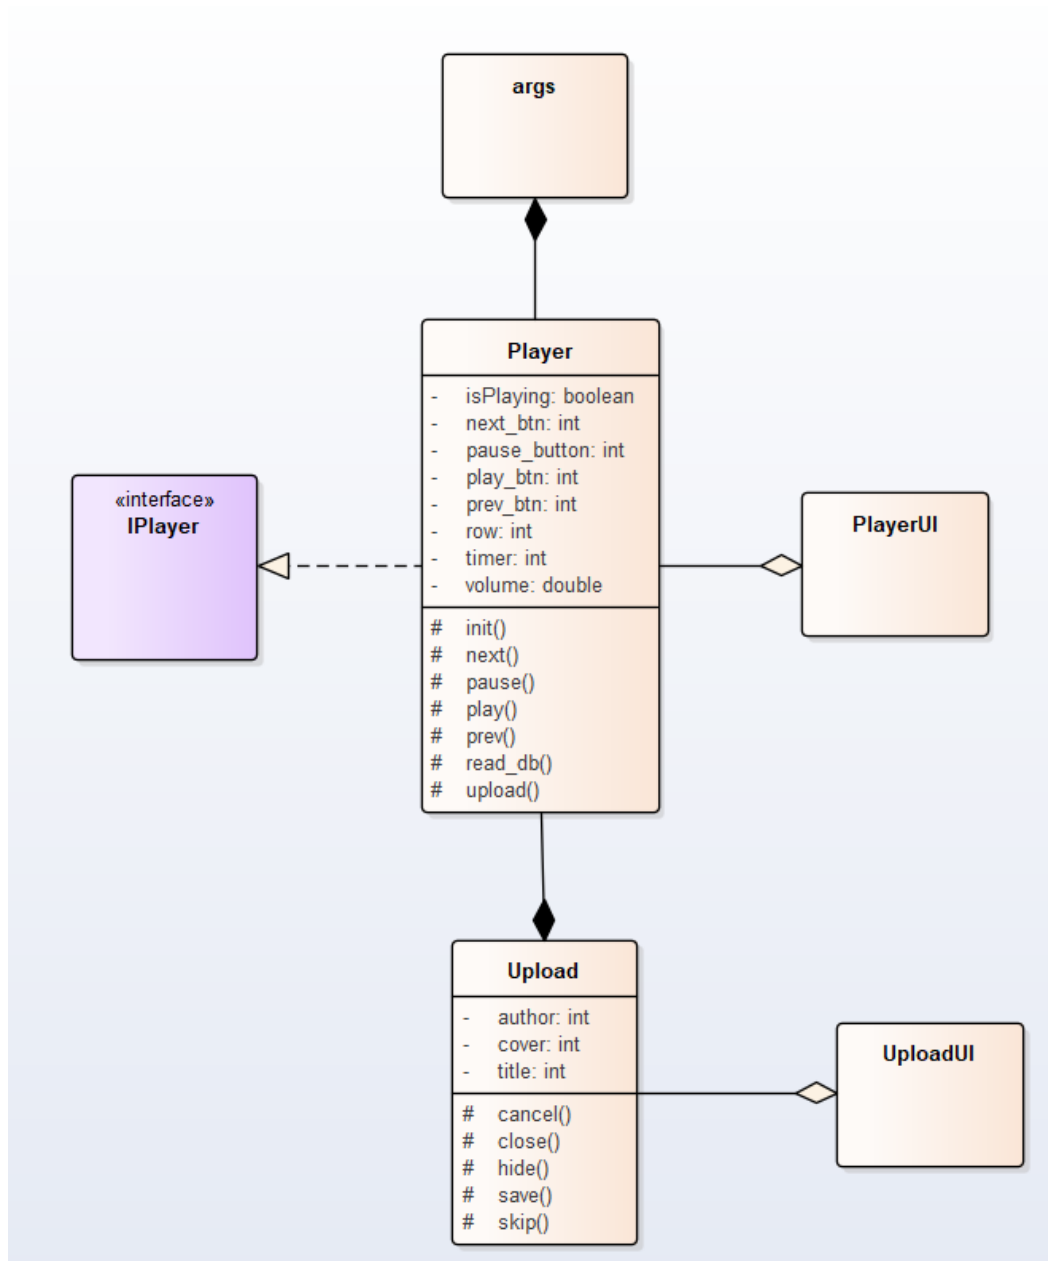 args
Player
- isPlaying: boolean
- next_btn: int
- pause_button: int
- play_btn: int
- prev_btn: int
- row: int
- timer: int
- volume: double
# init()
# next()
# pause()
# play()
# prev()
# read_db()
# upload()
«interface»
IPlayer
PlayerUI
Upload
- author: int
- cover: int
- title: int
# cancel()
# close()
# hide()
# save()
# skip()
UploadUI